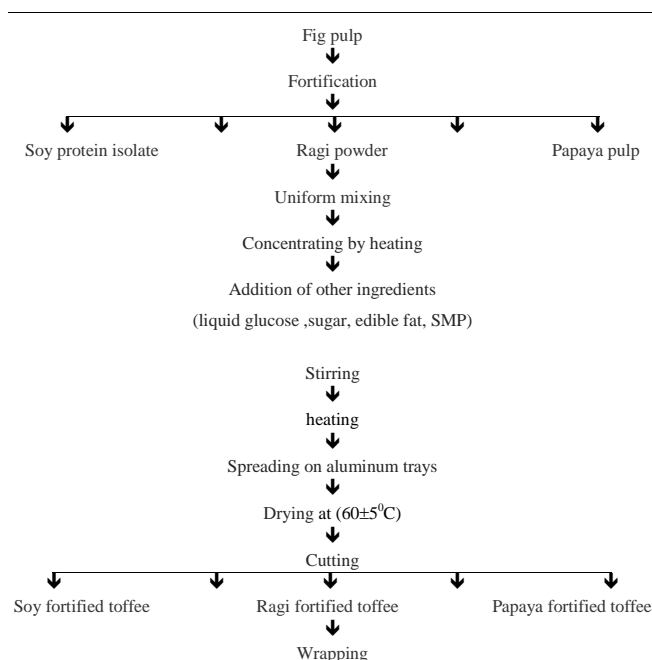 Fig pulp
Fortification
Soy protein isolate Ragi powder Papaya pulp
Uniform mixing
Concentrating by heating
Addition of other ingredients
(liquid glucose ,sugar, edible fat, SMP)
Stirring
heating
Spreading on aluminum trays
Drying at (60±5⁰C)
Cutting
Soy fortified toffee Ragi fortified toffee Papaya fortified toffee
Wrapping